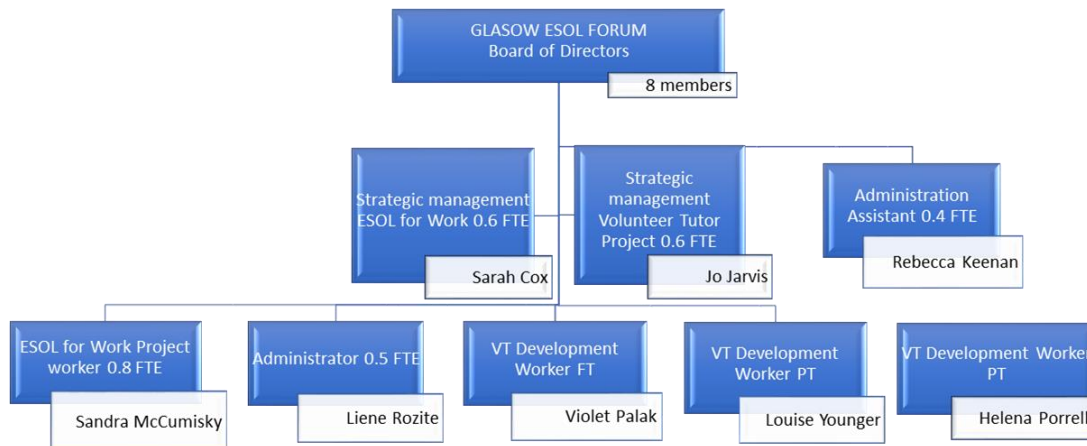 GLASOW ESOL FORUM
Board of Directors
8 members
Strategic management
ESOL for Work 0.6 FTE
Sarah Cox
Strategic
management
Volunteer Tutor
Project 0.6 FTE
Jo Jarvis
Administration
Assistant 0.4 FTE
Rebecca Keenan
ESOL for Work Project
worker 0.8 FTE
Sandra McCumisky
Administrator 0.5 FTE
Liene Rozite
VT Development
Worker FT
Violet Palak
VT Development
Worker PT
Louise Younger
VT Development Worker
PT
Helena Porrell